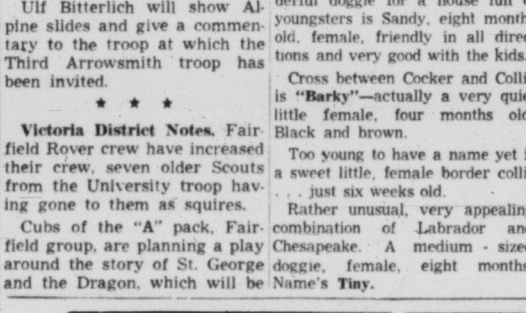 Ulf Bitterlich will show Al-
pine slides and give a commen-
tary to the troop at which the
Third Arrowsmith troop has
been invited.
★ ★ ★
Victoria District Notes. Fair-
field Rover crew have increased
their crew, seven older Scouts
from the University troop hav-
ing gone to them as squires.
Cubs of the "A" pack, Fair-
field group, are planning a play
around the story of St. George
and the Dragon, which will be
doggie for a house full
youngsters is Sandy, eight month
old, female, friendly in all direc
tions and very good with the kids.
Cross between Cocker and Colli
is "Barky"—actually a very quie
little female, four months old
Black and brown.
Too young to have a name yet
a sweet little, female border colli
. . . just six weeks old.
Rather unusual, very appealin
combination of Labrador an
Chesapeake. A medium - size
doggie, female, eight months
Name's Tiny.